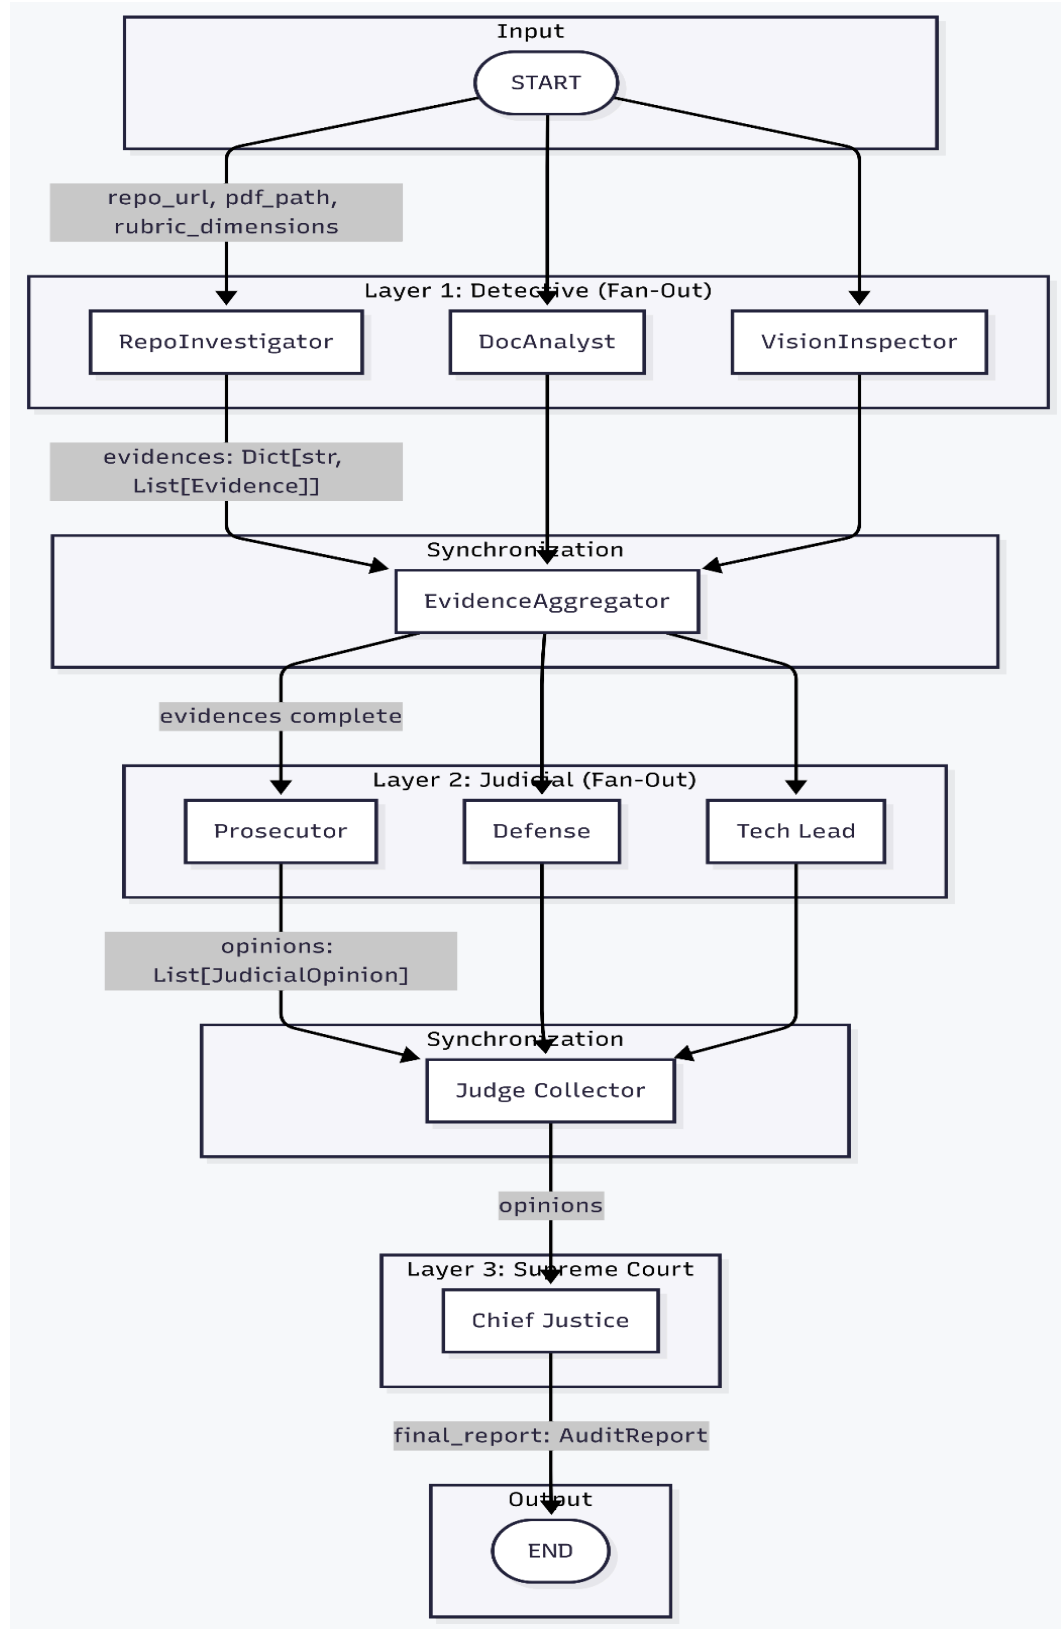 Input
START
repo_url, pdf_path,
rubric_dimensions
Layer 1: Detective (Fan-Out)
RepoInvestigator
DocAnalyst
VisionInspector
evidences: Dict[str,
List[Evidence]]
Synchronization
EvidenceAggregator
evidences complete
Layer 2: Judicial (Fan-Out)
Prosecutor
Defense
Tech Lead
opinions:
List[JudicialOpinion]
Synchronization
Judge Collector
opinions
Layer 3: Supreme Court
Chief Justice
final_report: AuditReport
Output
END